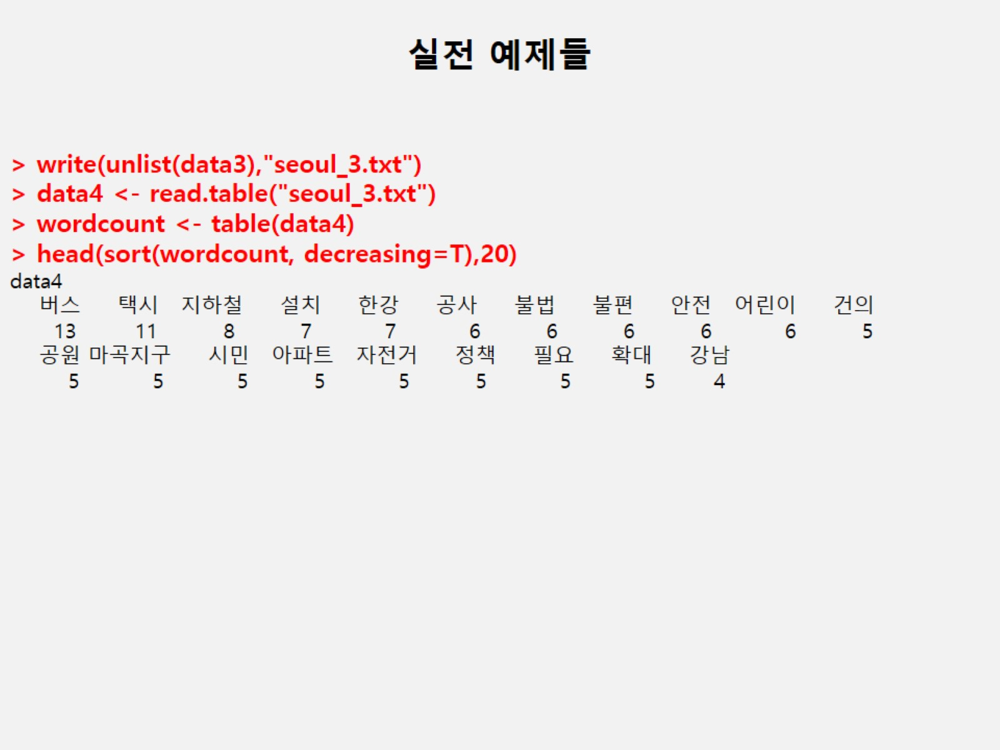 실전 예제들
> write(unlist(data3),"seoul_3.txt")
> data4 <- read.table("seoul_3.txt")
> wordcount <- table(data4)
> head(sort(wordcount, decreasing=T),20)
data4
버스 택시 지하철 설치 한강 공사 불법 불편 안전 어린이 건의
13 11 8 7 7 6 6 6 6 6 5
공원 마곡지구 시민 아파트 자전거 정책 필요 확대 강남
5 5 5 5 5 5 5 5 4